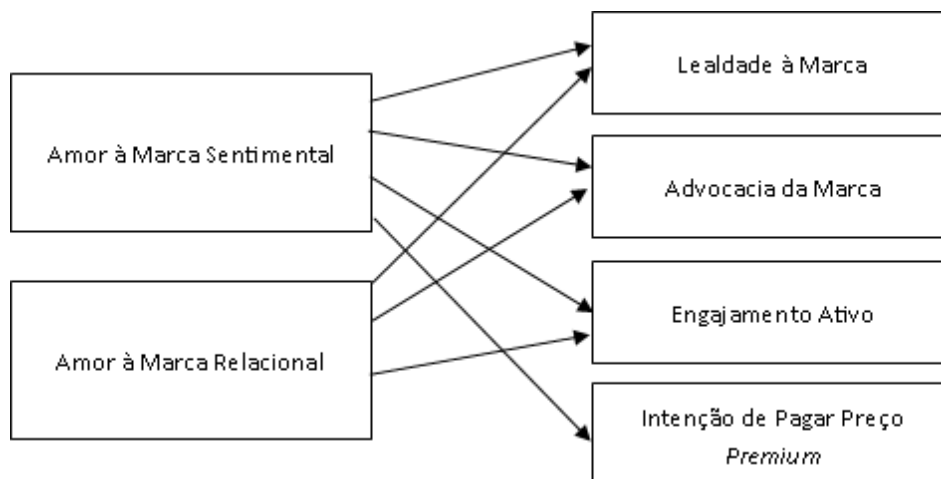 Amor à Marca Sentimental
Amor à Marca Relacional
Lealdade à Marca
Advocacia da Marca
Engajamento Ativo
Intenção de Pagar Preço
Premium